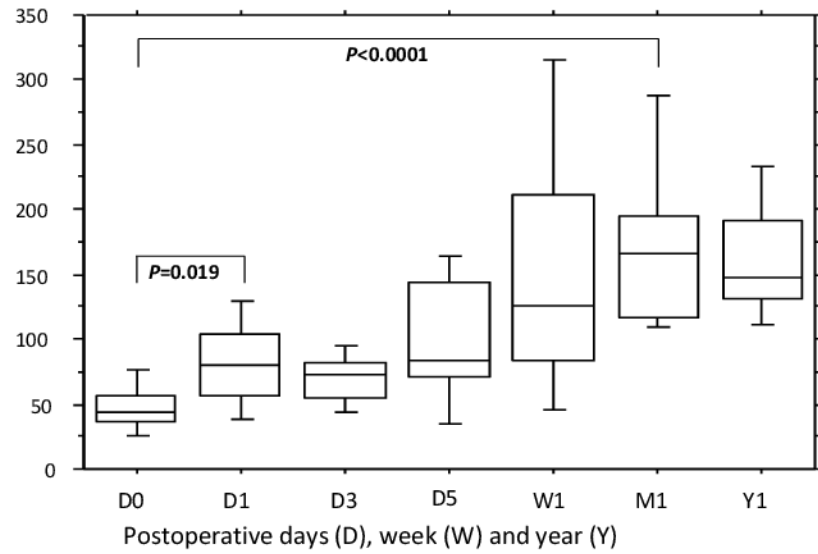 350
300
250
200
150
100
50
0
P<0.0001
P=0.019
D0 D1 D3 D5 W1 M1 Y1
Postoperative days (D), week (W) and year (Y)